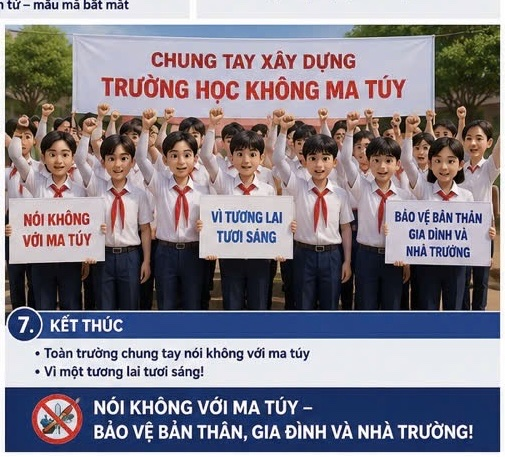 n tử – mẫu mã bắt mắt
CHUNG TAY XÂY DỰNG
TRƯỜNG HỌC KHÔNG MA TÚY
NÓI KHÔNG
VỚI MA TÚY
VÌ TƯƠNG LAI
TƯƠI SÁNG
BẢO VỆ BẢN THÂN
GIA DÌNH VÀ
NHÀ TRƯỜNG
7. KẾT THÚC
• Toàn trường chung tay nói không với ma túy
• Vì một tương lai tươi sáng!
NÓI KHÔNG VỚI MA TÚY –
BẢO VỆ BẢN THÂN, GIA ĐÌNH VÀ NHÀ TRƯỜNG!